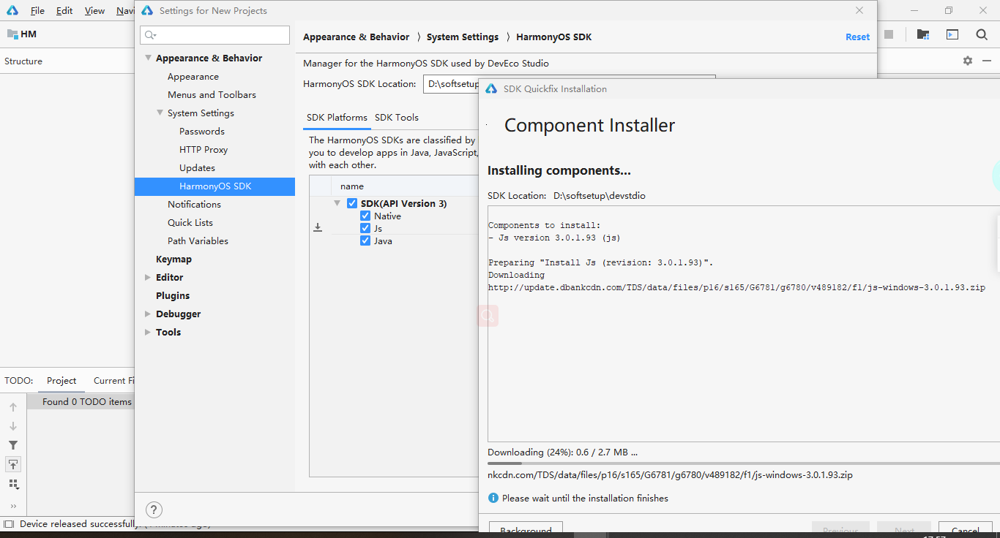 File Edit View Navi
Settings for New Projects
HM
Structure
Appearance & Behavior
Appearance
Menus and Toolbars
System Settings
Passwords
HTTP Proxy
Updates
HarmonyOS SDK
Notifications
Quick Lists
Path Variables
Keymap
Editor
Plugins
Debugger
Tools
Appearance & Behavior 〉 System Settings 〉 HarmonyOS SDK
Reset
Manager for the HarmonyOS SDK used by DevEco Studio
HarmonyOS SDK Location: D:\softsetup
SDK Platforms SDK Tools
The HarmonyOS SDKs are classified by
you to develop apps in Java, JavaScript,
with each other.
name
SDK(API Version 3)
Native
Js
Java
SDK Quickfix Installation
Component Installer
Installing components...
SDK Location: D:\softsetup\devstdio
Components to install:
- Js version 3.0.1.93 (js)
Preparing "Install Js (revision: 3.0.1.93)".
Downloading
http://update.dbankcdn.com/TDS/data/files/p16/s165/G6781/g6780/v489182/f1/js-windows-3.0.1.93.zip
Downloading (24%): 0.6 / 2.7 MB ...
nkcdn.com/TDS/data/files/p16/s165/G6781/g6780/v489182/f1/js-windows-3.0.1.93.zip
Please wait until the installation finishes
Background
Previous
Next
Cancel
TODO: Project Current Fi
Found 0 TODO items
?
Device released successfully.